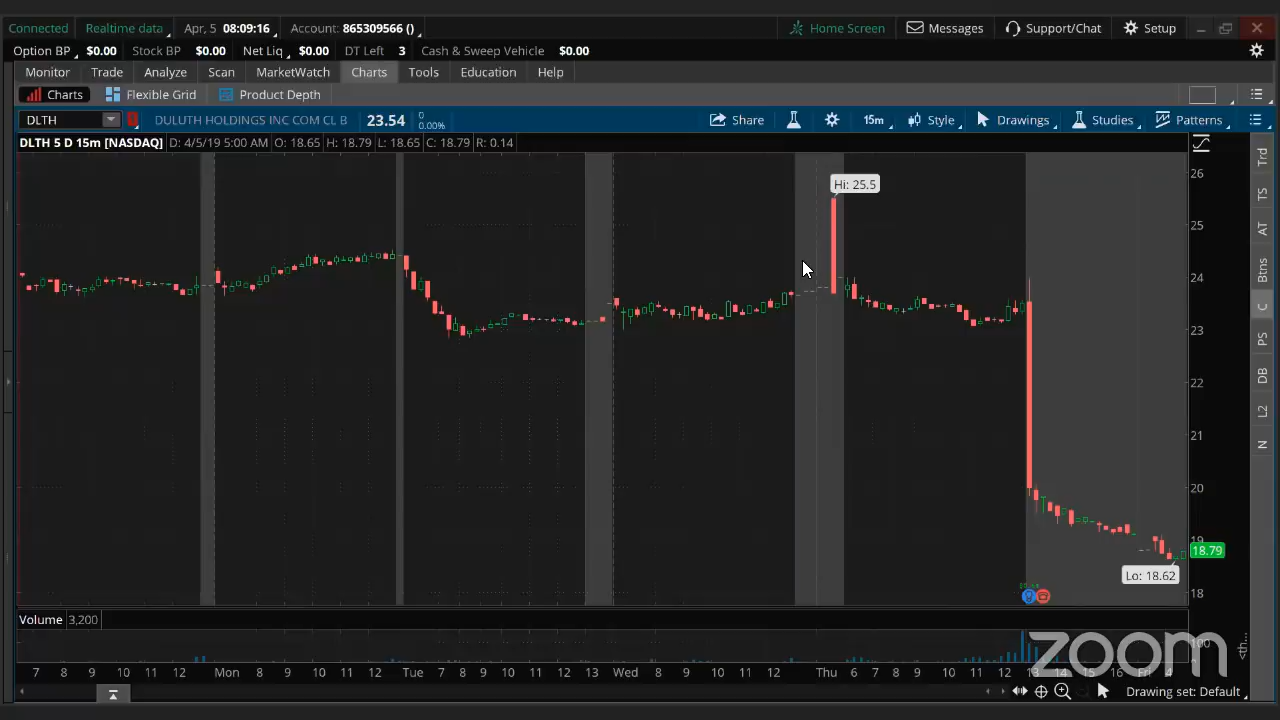 Connected Realtime data Apr, 5 08:09:16 Account: 865309566 () Home Screen Messages Support/Chat Setup
Option BP $0.00 Stock BP $0.00 Net Liq $0.00 DT Left 3 Cash & Sweep Vehicle $0.00
Monitor Trade Analyze Scan MarketWatch Charts Tools Education Help
Charts Flexible Grid Product Depth
DLTH DULUTH HOLDINGS INC COM CL B 23.54 0 0.00% Share 15m Style Drawings Studies Patterns
DLTH 5 D 15m [NASDAQ] D: 4/5/19 5:00 AM O: 18.65 H: 18.79 L: 18.65 C: 18.79 R: 0.14
Trd
TS
AT
Btns
C
PS
DB
L2
N
26
Hi: 25.5
25
24
23
22
21
20
19
18.79
Lo: 18.62
18
Volume 3,200
100
zoom
7 8 9 10 11 12 Mon 8 9 10 11 12 Tue 8 9 10 11 12 13 Wed 8 9 10 11 12 Thu 6 7 8 9 10 11 12 13 14 15 16 Fri 4
Drawing set: Default